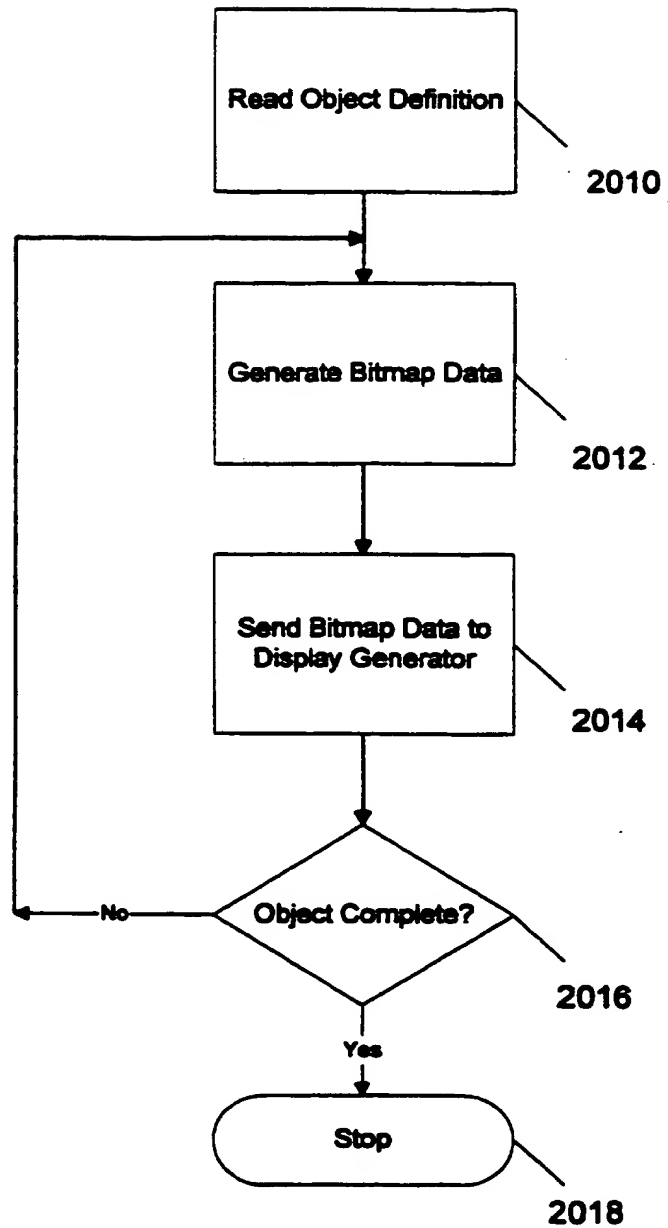 Read Object Definition
2010
Generate Bitmap Data
2012
Send Bitmap Data to
Display Generator
2014
No
Object Complete?
2016
Yes
Stop
2018